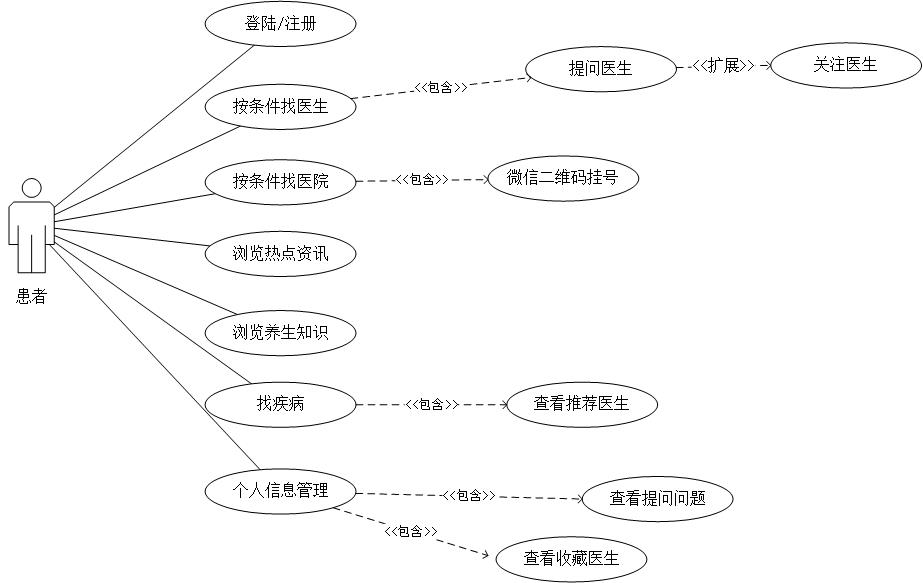 登陆/注册
按条件找医生
<<包含>>
提问医生
<<扩展>>
关注医生
按条件找医院
<<包含>>
微信二维码挂号
浏览热点资讯
患者
浏览养生知识
找疾病
<<包含>>
查看推荐医生
个人信息管理
<<包含>>
查看提问问题
<<包含>>
查看收藏医生